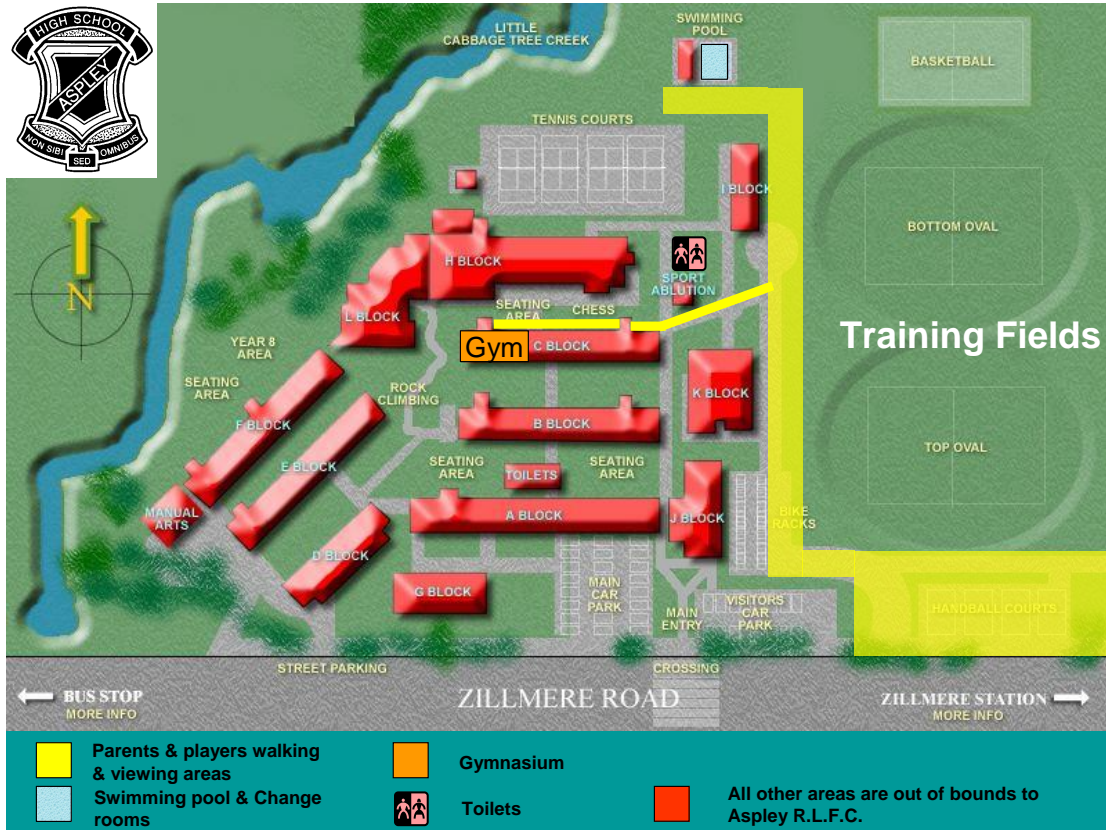 HIGH SCHOOL
ASPLEY
NON SIBI SED OMNIBUS
LITTLE
CABBAGE TREE CREEK
SWIMMING
POOL
BASKETBALL
TENNIS COURTS
I BLOCK
BOTTOM OVAL
H BLOCK
SPORT
ABLUTION
N
SEATING
AREA
CHESS
L BLOCK
Gym
C BLOCK
Training Fields
YEAR 8
AREA
SEATING
AREA
ROCK
CLIMBING
K BLOCK
F BLOCK
B BLOCK
TOP OVAL
E BLOCK
SEATING
AREA
TOILETS
SEATING
AREA
MANUAL
ARTS
A BLOCK
J BLOCK
BIKE
RACKS
D BLOCK
G BLOCK
MAIN
CAR
PARK
MAIN
ENTRY
VISITORS
CAR
PARK
HANDBALL COURTS
STREET PARKING
CROSSING
BUS STOP
MORE INFO
ZILLMERE ROAD
ZILLMERE STATION
MORE INFO
Parents & players walking
& viewing areas
Gymnasium
Swimming pool & Change
rooms
Toilets
All other areas are out of bounds to
Aspley R.L.F.C.